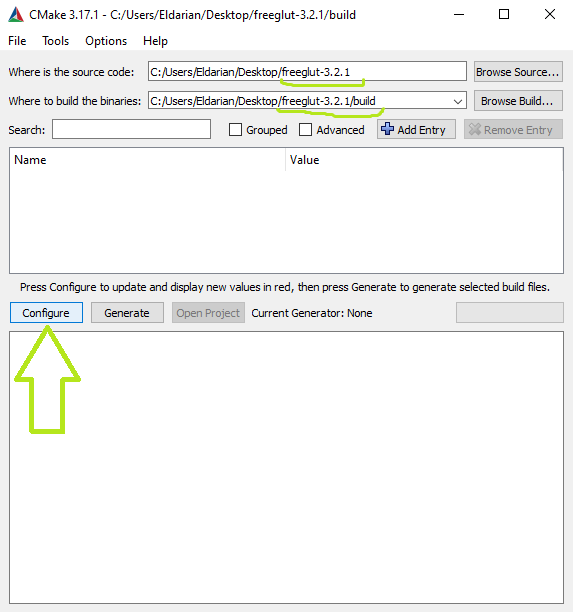 CMake 3.17.1 - C:/Users/Eldarian/Desktop/freeglut-3.2.1/build
File Tools Options Help
Where is the source code: C:/Users/Eldarian/Desktop/freeglut-3.2.1 Browse Source...
Where to build the binaries: C:/Users/Eldarian/Desktop/freeglut-3.2.1/build Browse Build...
Search: Grouped Advanced Add Entry Remove Entry
Name Value
Press Configure to update and display new values in red, then press Generate to generate selected build files.
Configure Generate Open Project Current Generator: None